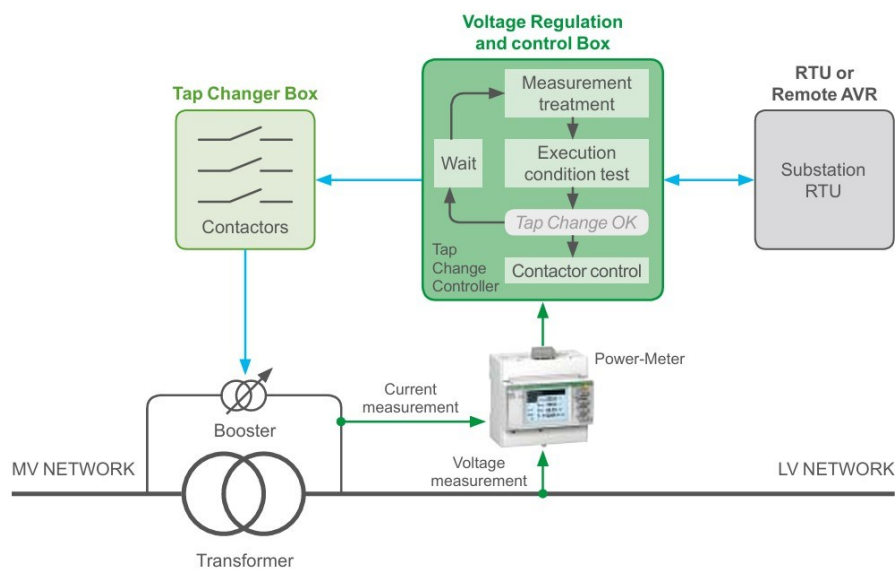 Voltage Regulation
and control Box
RTU or
Remote AVR
Tap Changer Box
Measurement
treatment
Wait
Execution
condition test
Substation
RTU
Contactors
Tap Change OK
Tap
Change
Controller
Contactor control
Power-Meter
Current
measurement
Booster
MV NETWORK
Voltage
measurement
LV NETWORK
Transformer